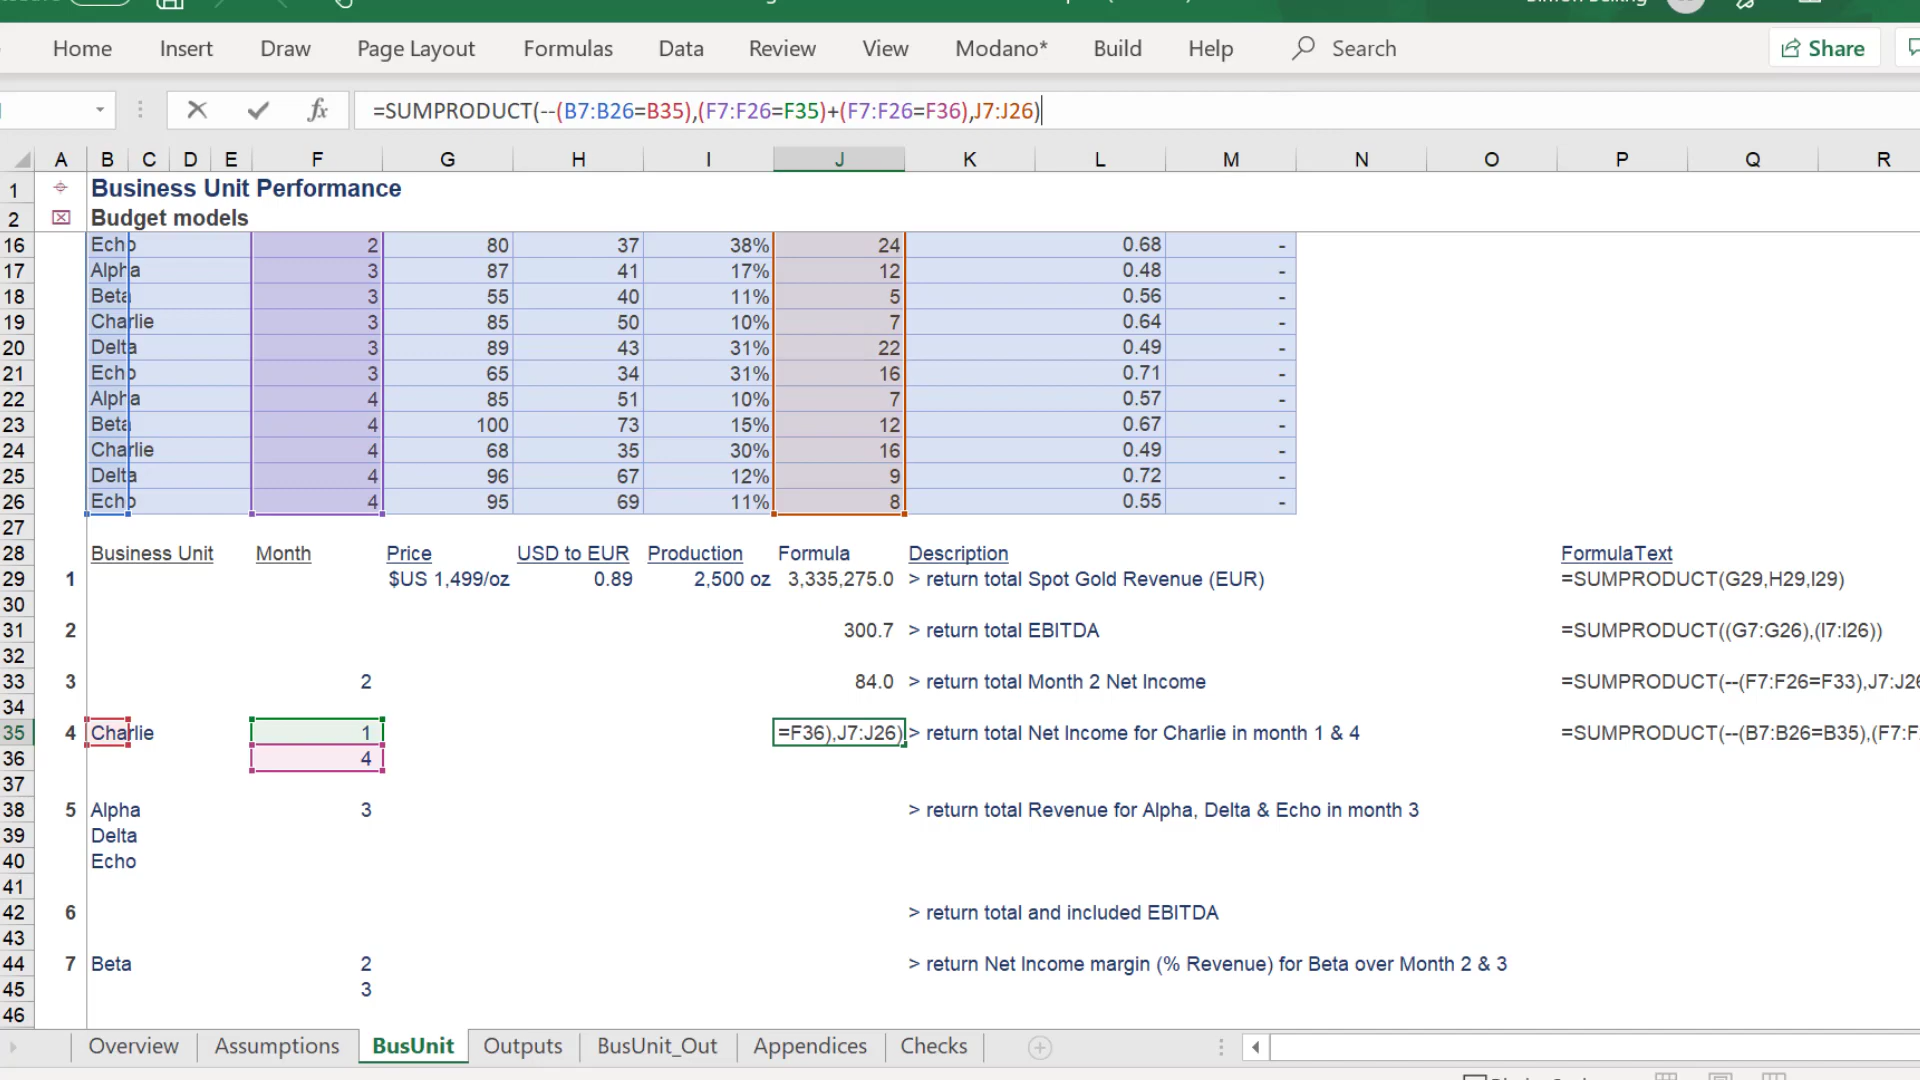 Home Insert Draw Page Layout Formulas Data Review View Modano* Build Help Search Share
fx =SUMPRODUCT(--(B7:B26=B35),(F7:F26=F35)+(F7:F26=F36),J7:J26)
A B C D E F G H I J K L M N O P Q R
1 Business Unit Performance
2 Budget models
16 Echo 2 80 37 38% 24 0.68 -
17 Alpha 3 87 41 17% 12 0.48 -
18 Beta 3 55 40 11% 5 0.56 -
19 Charlie 3 85 50 10% 7 0.64 -
20 Delta 3 89 43 31% 22 0.49 -
21 Echo 3 65 34 31% 16 0.71 -
22 Alpha 4 85 51 10% 7 0.57 -
23 Beta 4 100 73 15% 12 0.67 -
24 Charlie 4 68 35 30% 16 0.49 -
25 Delta 4 96 67 12% 9 0.72 -
26 Echo 4 95 69 11% 8 0.55 -
27
28 Business Unit Month Price USD to EUR Production Formula Description FormulaText
29 1 $US 1,499/oz 0.89 2,500 oz 3,335,275.0 > return total Spot Gold Revenue (EUR) =SUMPRODUCT(G29,H29,I29)
30
31 2 300.7 > return total EBITDA =SUMPRODUCT((G7:G26),(I7:I26))
32
33 3 2 84.0 > return total Month 2 Net Income =SUMPRODUCT(--(F7:F26=F33),J7:J26
34
35 4 Charlie 1 =F36),J7:J26) > return total Net Income for Charlie in month 1 & 4 =SUMPRODUCT(--(B7:B26=B35),(F7:F
36 4
37
38 5 Alpha 3 > return total Revenue for Alpha, Delta & Echo in month 3
39 Delta
40 Echo
41
42 6 > return total and included EBITDA
43
44 7 Beta 2 > return Net Income margin (% Revenue) for Beta over Month 2 & 3
45 3
46
Overview Assumptions BusUnit Outputs BusUnit_Out Appendices Checks